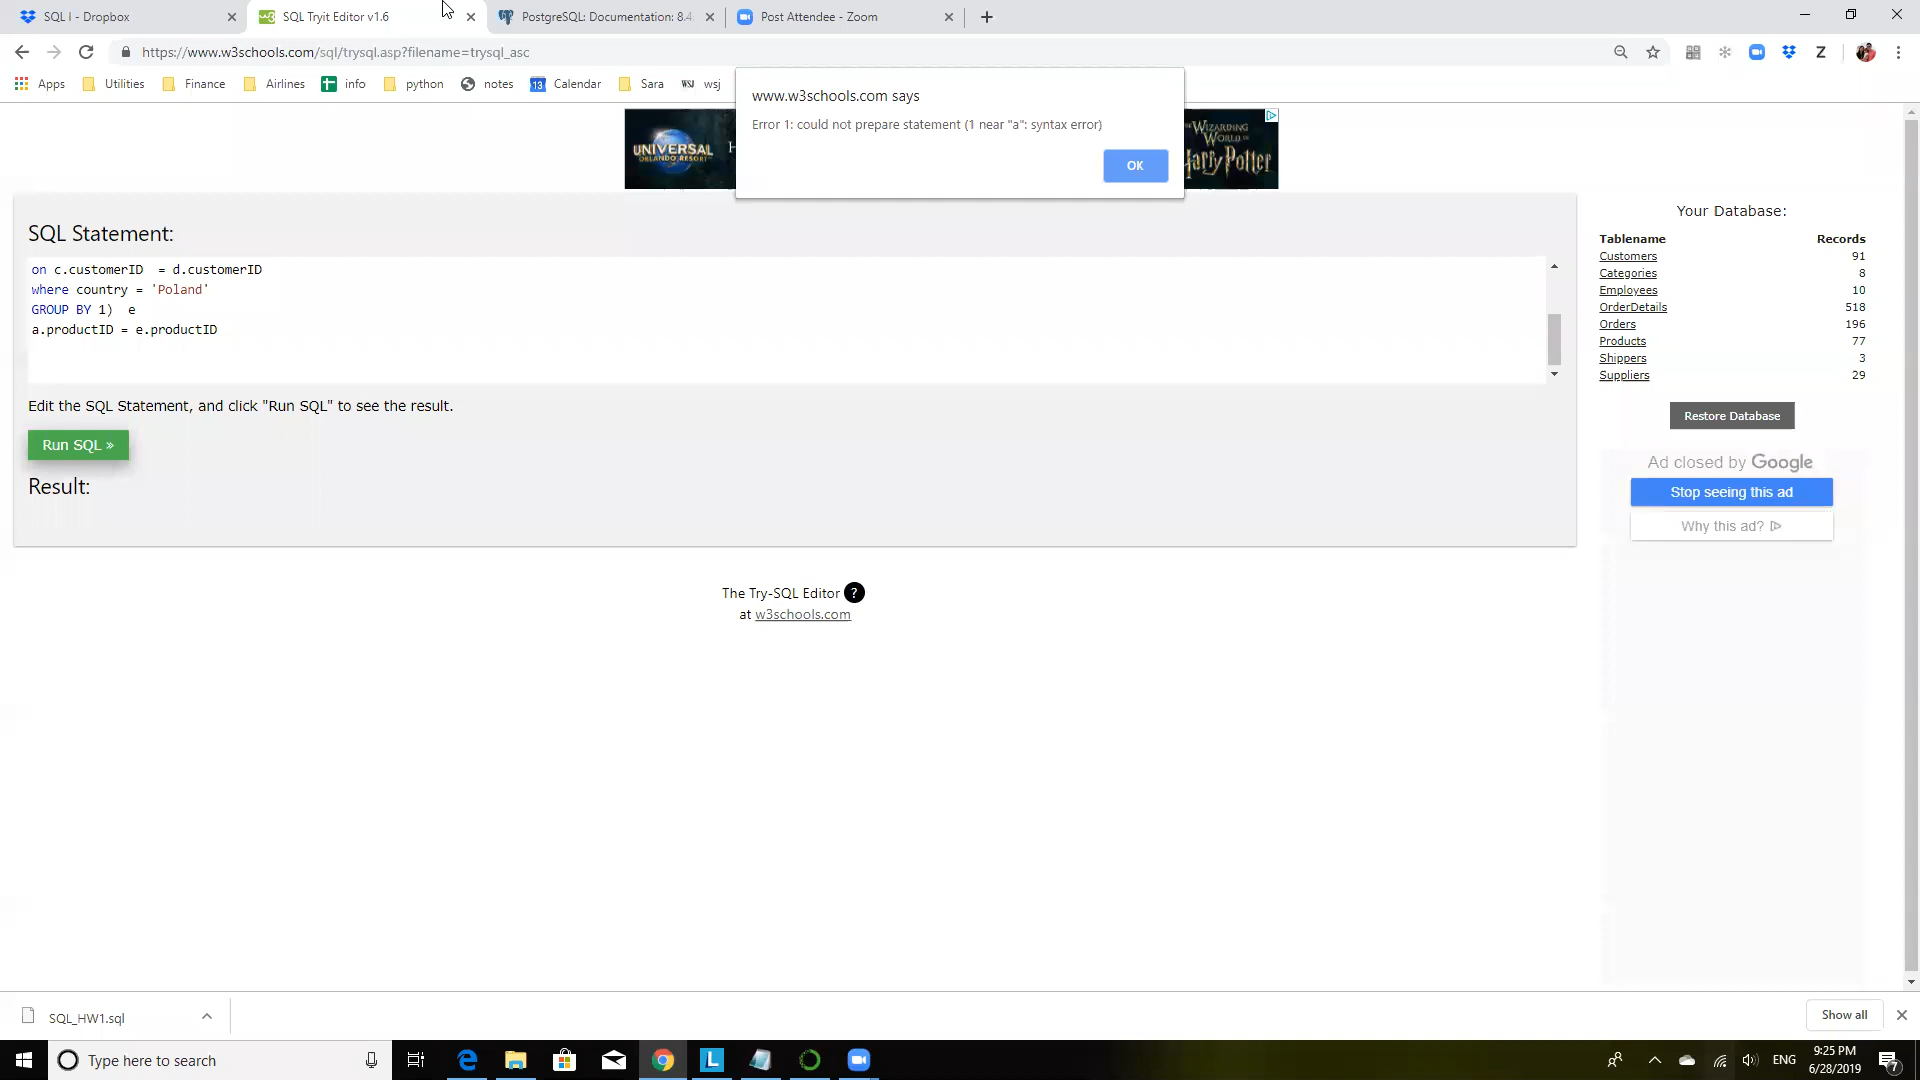 SQL I - Dropbox
SQL Tryit Editor v1.6
PostgreSQL: Documentation: 8.4
Post Attendee - Zoom
https://www.w3schools.com/sql/trysql.asp?filename=trysql_asc
Apps
Utilities
Finance
Airlines
info
python
notes
13 Calendar
Sara
WSJ wsj
www.w3schools.com says
Error 1: could not prepare statement (1 near "a": syntax error)
OK
UNIVERSAL
ORLANDO RESORT
WIZARDING
WORLD
Harry Potter
SQL Statement:
on c.customerID  = d.customerID
where country = 'Poland'
GROUP BY 1)  e
a.productID = e.productID
Edit the SQL Statement, and click "Run SQL" to see the result.
Run SQL »
Result:
The Try-SQL Editor ?
at w3schools.com
Your Database:
Tablename Records
Customers 91
Categories 8
Employees 10
OrderDetails 518
Orders 196
Products 77
Shippers 3
Suppliers 29
Restore Database
Ad closed by Google
Stop seeing this ad
Why this ad?
SQL_HW1.sql
Show all
Type here to search
ENG
9:25 PM
6/28/2019
7